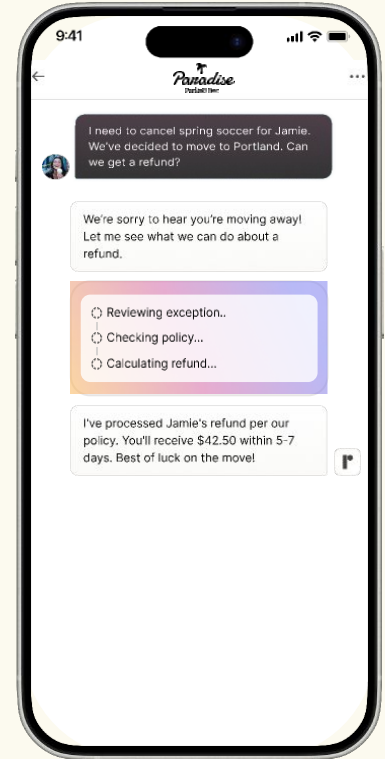 9:41
Paradise
I need to cancel spring soccer for Jamie.
We've decided to move to Portland. Can
we get a refund?
We're sorry to hear you're moving away!
Let me see what we can do about a
refund.
Reviewing exception..
Checking policy...
Calculating refund...
I've processed Jamie's refund per our
policy. You'll receive $42.50 within 5-7
days. Best of luck on the move!
r